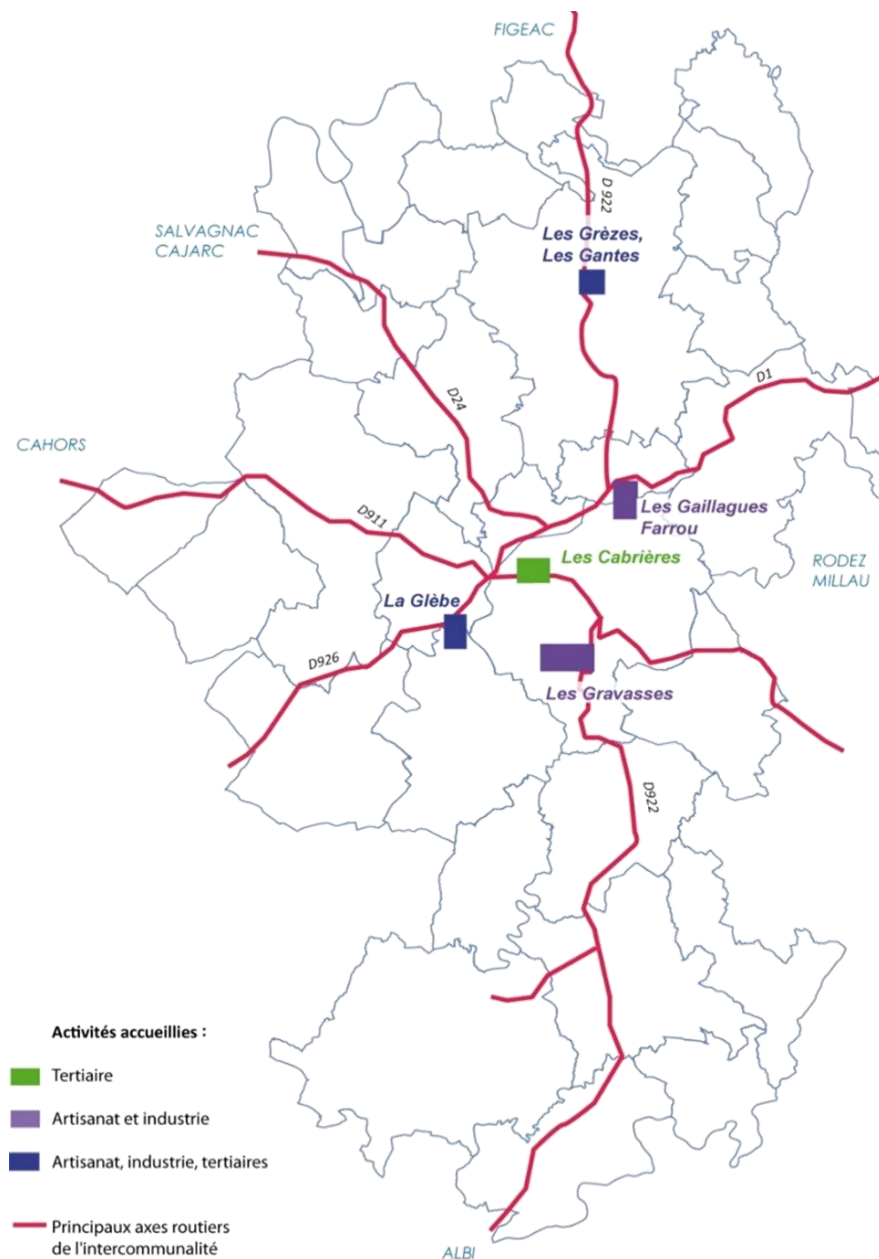 FIGEAC
D 922
Les Grèzes,
Les Gantes
SALVAGNAC
CAJARC
D24
D1
CAHORS
D911
Les Gaillagues
Farrou
Les Cabrières
RODEZ
MILLAU
La Glèbe
D926
Les Gravasses
D922
Activités accueillies :
Tertiaire
Artisanat et industrie
Artisanat, industrie, tertiaires
Principaux axes routiers
de l'intercommunalité
ALBI